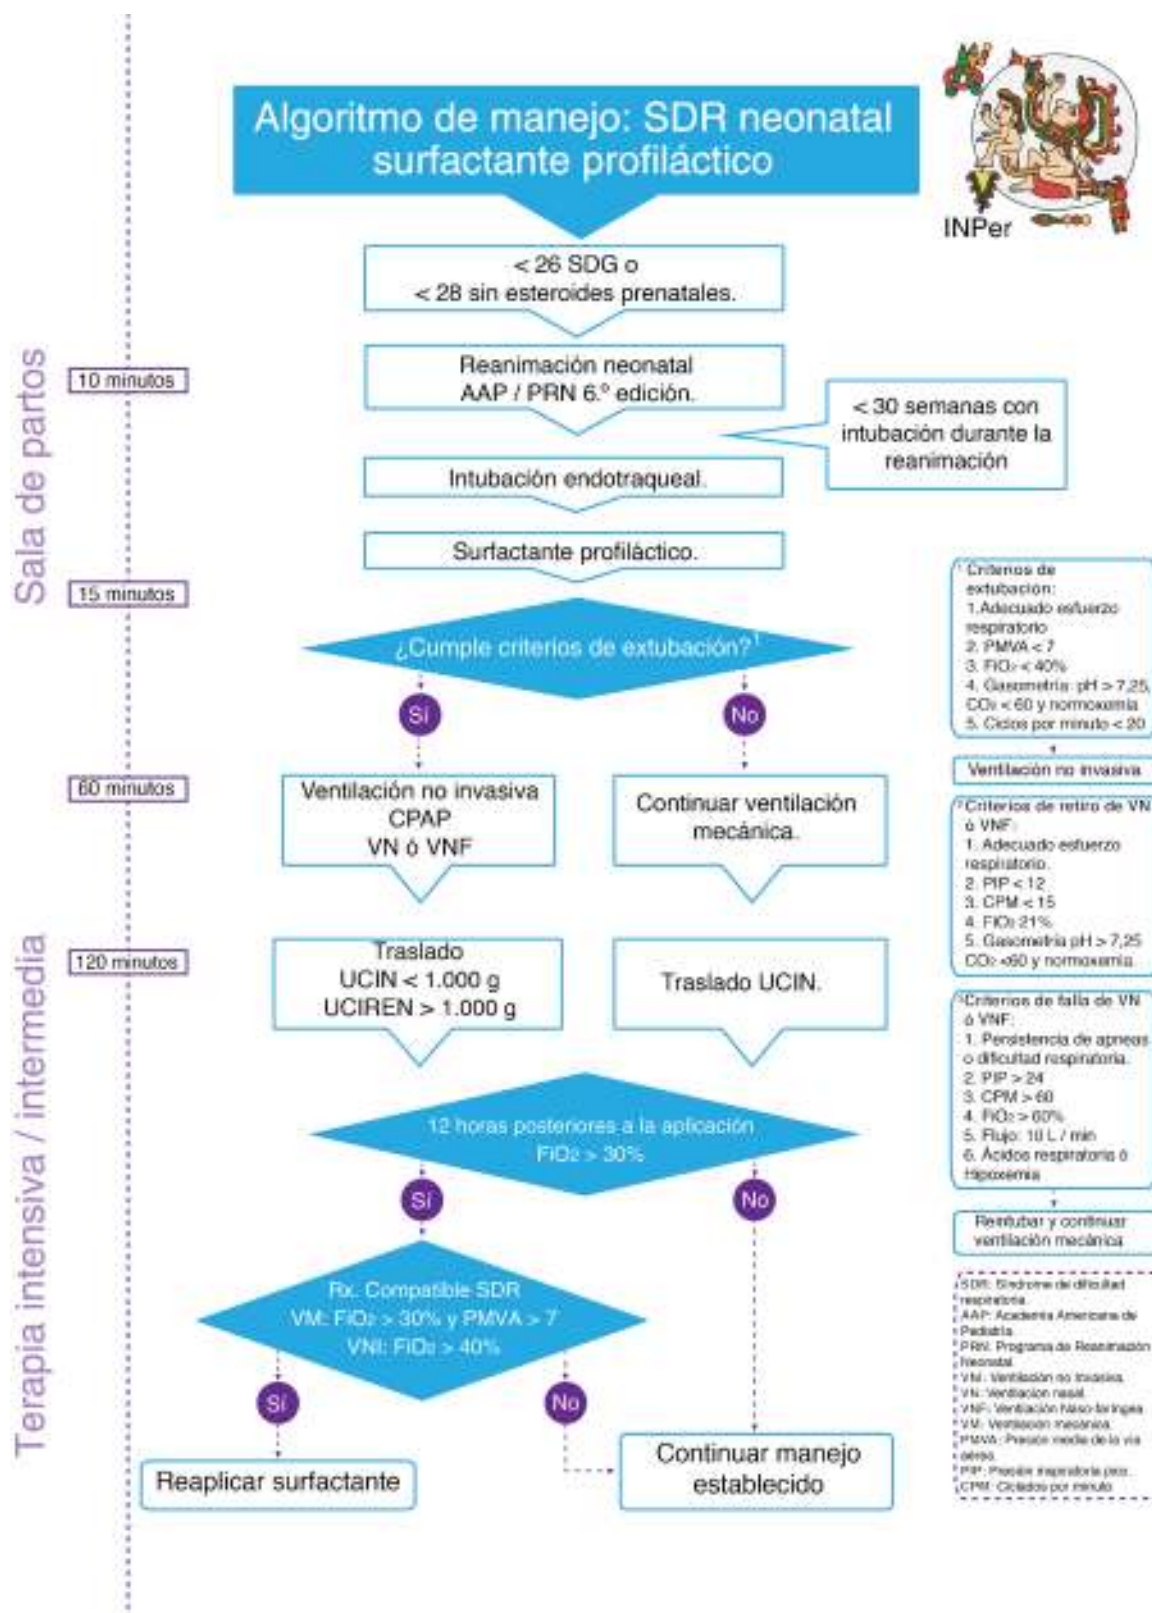 Algoritmo de manejo: SDR neonatal
surfactante profiláctico
INPer
< 26 SDG o
< 28 sin esteroides prenatales.
Sala de partos
10 minutos
Reanimación neonatal
AAP / PRN 6.º edición.
< 30 semanas con
intubación durante la
reanimación
Intubación endotraqueal.
Surfactante profiláctico.
15 minutos
¿Cumple criterios de extubación?¹
Sí
No
60 minutos
Ventilación no invasiva
CPAP
VN ó VNF
Continuar ventilación
mecánica.
Terapia intensiva / intermedia
120 minutos
Traslado
UCIN < 1.000 g
UCIREN > 1.000 g
Traslado UCIN.
12 horas posteriores a la aplicación
FiO₂ > 30%
Sí
No
Rx. Compatible SDR
VM: FiO₂ > 30% y PMVA > 7
VNI: FiO₂ > 40%
Sí
No
Reaplicar surfactante
Continuar manejo
establecido
¹ Criterios de
extubación:
1.Adecuado esfuerzo
respiratorio
2. PMVA < 7
3. FiO₂ < 40%
4. Gasometría: pH > 7,25,
CO₂ < 60 y normoxemia
5. Ciclos por minuto < 20
Ventilación no invasiva
² Criterios de retiro de VN
ó VNF:
1. Adecuado esfuerzo
respiratorio.
2. PIP < 12
3. CPM < 15
4. FiO₂ 21%
5. Gasometría pH > 7,25
CO₂ <60 y normoxemia.
³ Criterios de falla de VN
ó VNF:
1. Persistencia de apneas
o dificultad respiratoria.
2. PIP > 24
3. CPM > 60
4. FiO₂ > 60%
5. Flujo: 10 L / min
6. Ácidos respiratoria ó
Hipoxemia
Reintubar y continuar
ventilación mecánica
SDR: Síndrome de dificultad
respiratoria.
AAP: Academia Americana de
Pediatría
PRN: Programa de Reanimación
Neonatal
VNI: Ventilación no Invasiva.
VN: Ventilación nasal.
VNF: Ventilación Naso-faríngea
VM: Ventilación mecánica.
PMVA: Presión media de la vía
aérea.
PIP: Presión inspiratoria pico.
CPM: Ciclados por minuto